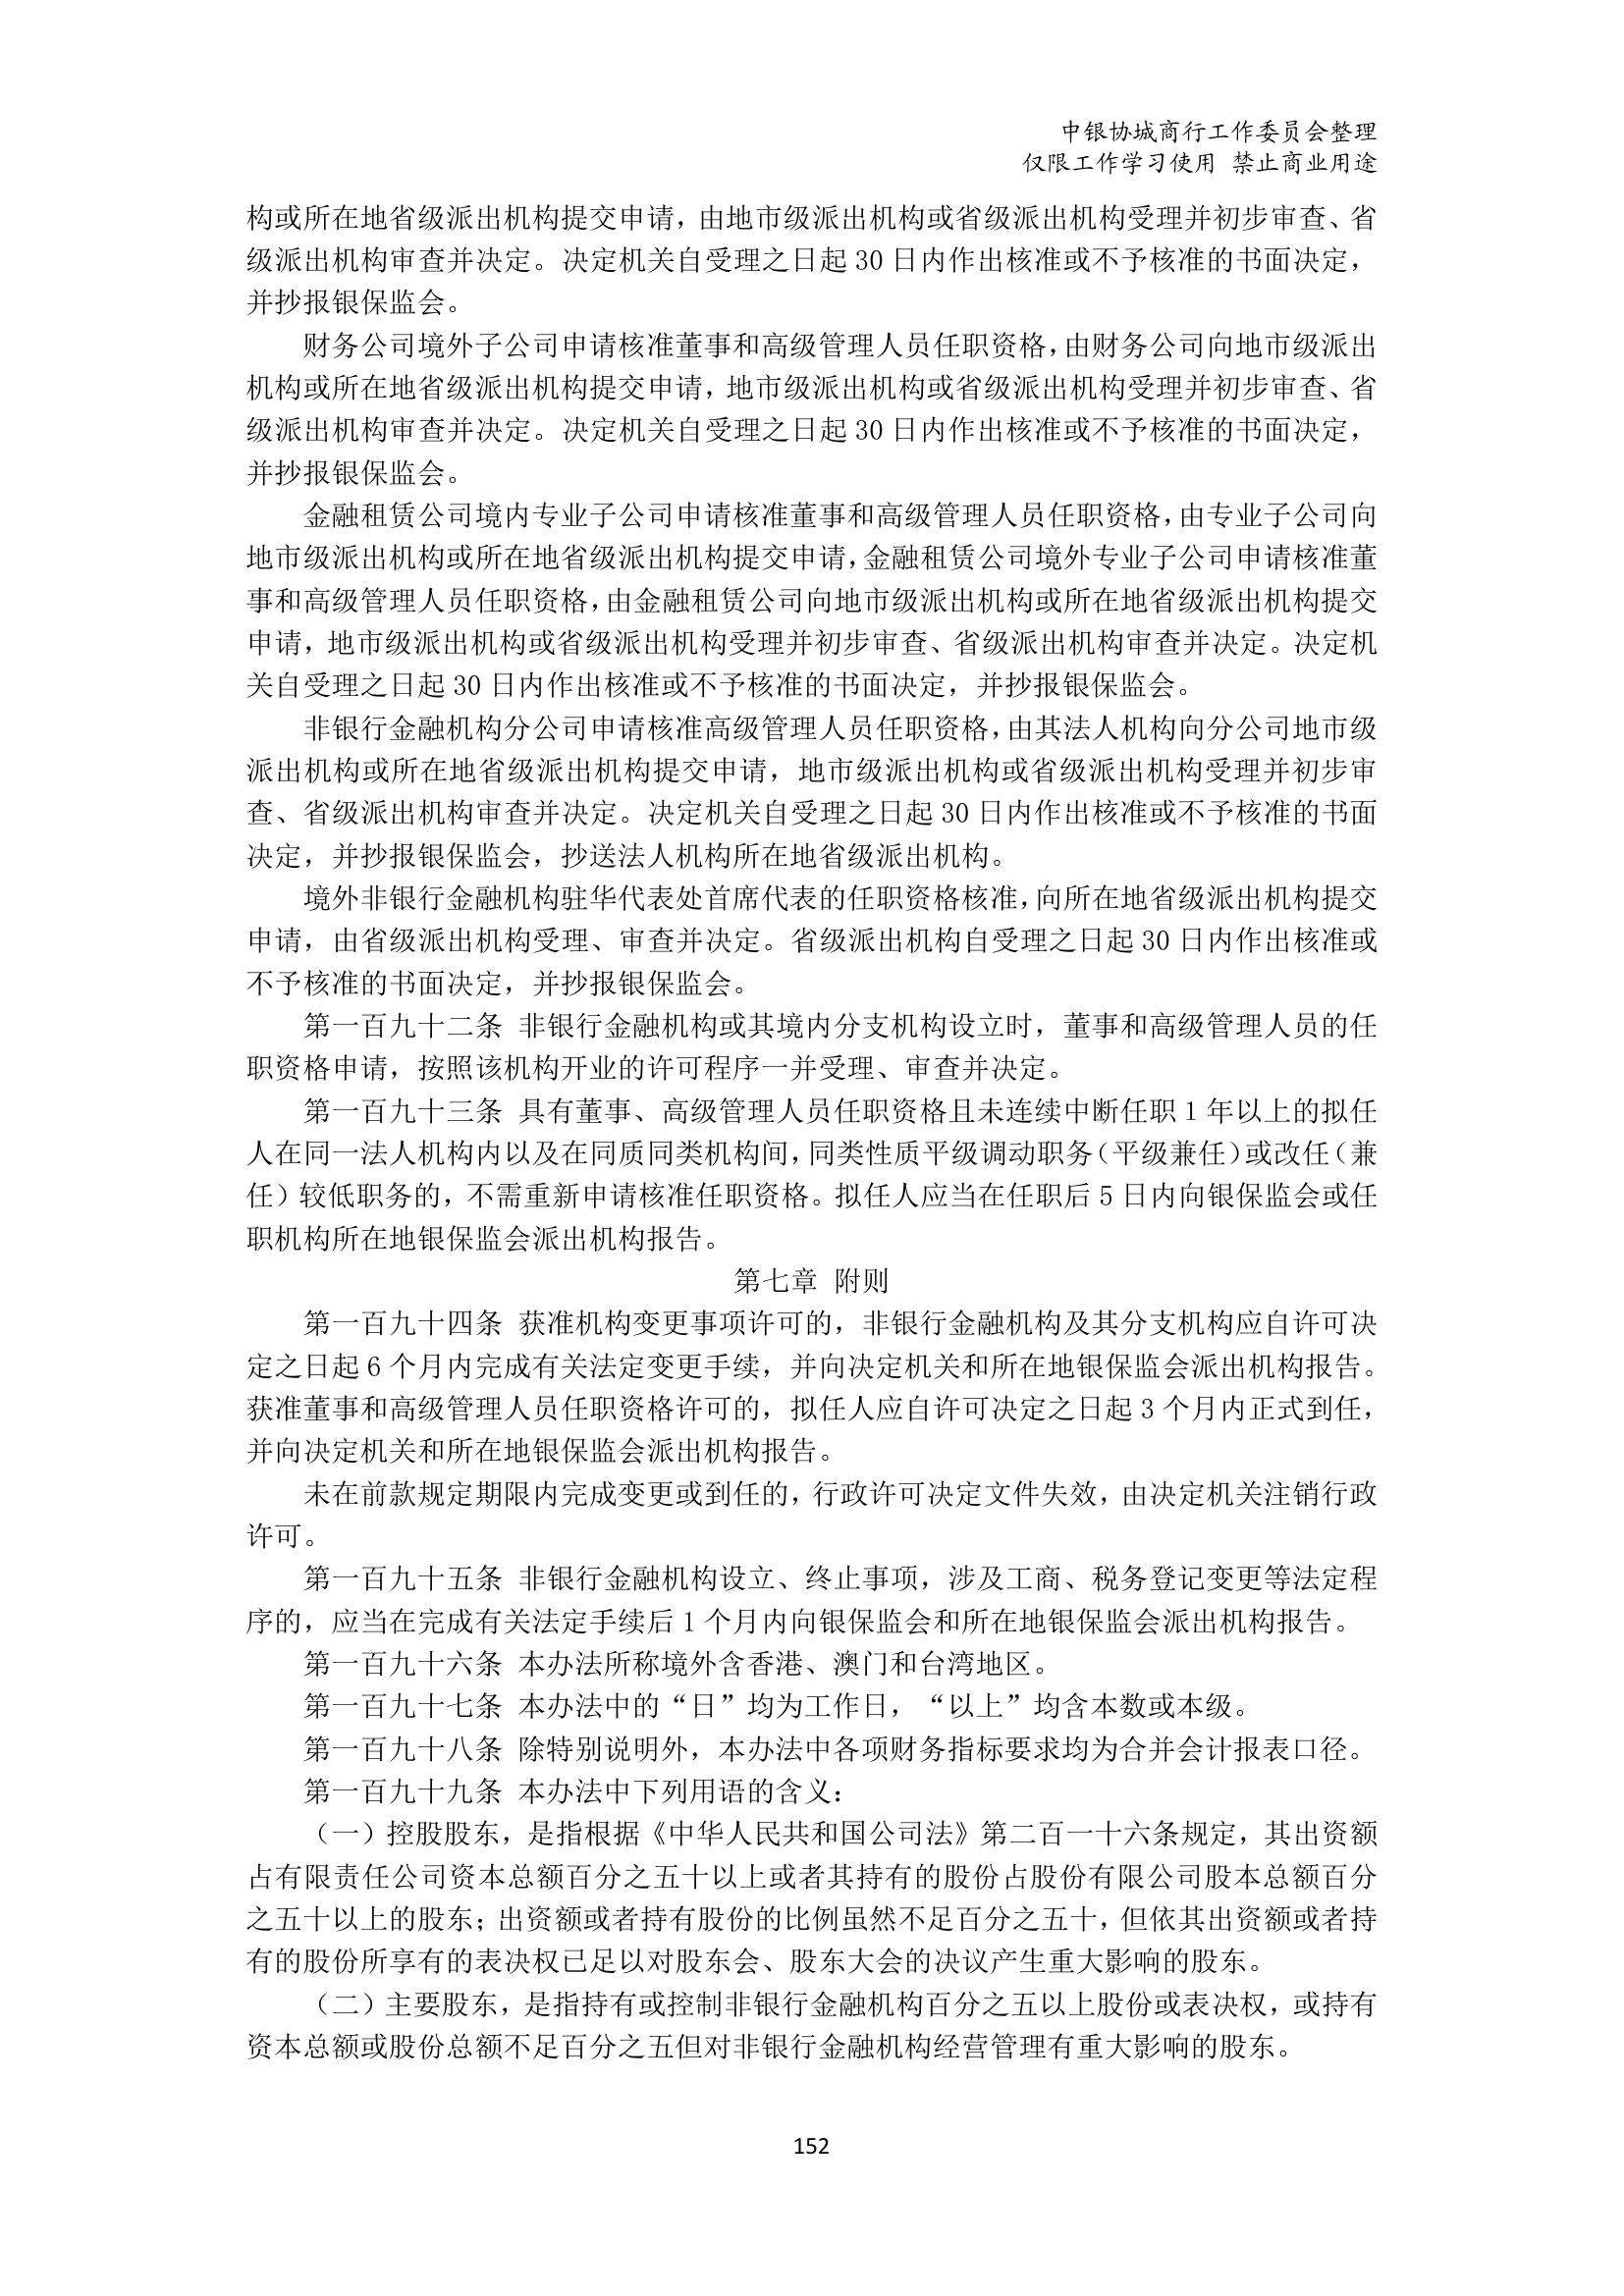 中银协城商行工作委员会整理
仅限工作学习使用 禁止商业用途
构或所在地省级派出机构提交申请，由地市级派出机构或省级派出机构受理并初步审查、省
级派出机构审查并决定。决定机关自受理之日起 30 日内作出核准或不予核准的书面决定，
并抄报银保监会。
财务公司境外子公司申请核准董事和高级管理人员任职资格，由财务公司向地市级派出
机构或所在地省级派出机构提交申请，地市级派出机构或省级派出机构受理并初步审查、省
级派出机构审查并决定。决定机关自受理之日起 30 日内作出核准或不予核准的书面决定，
并抄报银保监会。
金融租赁公司境内专业子公司申请核准董事和高级管理人员任职资格，由专业子公司向
地市级派出机构或所在地省级派出机构提交申请，金融租赁公司境外专业子公司申请核准董
事和高级管理人员任职资格，由金融租赁公司向地市级派出机构或所在地省级派出机构提交
申请，地市级派出机构或省级派出机构受理并初步审查、省级派出机构审查并决定。决定机
关自受理之日起 30 日内作出核准或不予核准的书面决定，并抄报银保监会。
非银行金融机构分公司申请核准高级管理人员任职资格，由其法人机构向分公司地市级
派出机构或所在地省级派出机构提交申请，地市级派出机构或省级派出机构受理并初步审
查、省级派出机构审查并决定。决定机关自受理之日起 30 日内作出核准或不予核准的书面
决定，并抄报银保监会，抄送法人机构所在地省级派出机构。
境外非银行金融机构驻华代表处首席代表的任职资格核准，向所在地省级派出机构提交
申请，由省级派出机构受理、审查并决定。省级派出机构自受理之日起 30 日内作出核准或
不予核准的书面决定，并抄报银保监会。
第一百九十二条 非银行金融机构或其境内分支机构设立时，董事和高级管理人员的任
职资格申请，按照该机构开业的许可程序一并受理、审查并决定。
第一百九十三条 具有董事、高级管理人员任职资格且未连续中断任职 1 年以上的拟任
人在同一法人机构内以及在同质同类机构间，同类性质平级调动职务（平级兼任）或改任（兼
任）较低职务的，不需重新申请核准任职资格。拟任人应当在任职后 5 日内向银保监会或任
职机构所在地银保监会派出机构报告。
第七章 附则
第一百九十四条 获准机构变更事项许可的，非银行金融机构及其分支机构应自许可决
定之日起 6 个月内完成有关法定变更手续，并向决定机关和所在地银保监会派出机构报告。
获准董事和高级管理人员任职资格许可的，拟任人应自许可决定之日起 3 个月内正式到任，
并向决定机关和所在地银保监会派出机构报告。
未在前款规定期限内完成变更或到任的，行政许可决定文件失效，由决定机关注销行政
许可。
第一百九十五条 非银行金融机构设立、终止事项，涉及工商、税务登记变更等法定程
序的，应当在完成有关法定手续后 1 个月内向银保监会和所在地银保监会派出机构报告。
第一百九十六条 本办法所称境外含香港、澳门和台湾地区。
第一百九十七条 本办法中的“日”均为工作日，“以上”均含本数或本级。
第一百九十八条 除特别说明外，本办法中各项财务指标要求均为合并会计报表口径。
第一百九十九条 本办法中下列用语的含义：
（一）控股股东，是指根据《中华人民共和国公司法》第二百一十六条规定，其出资额
占有限责任公司资本总额百分之五十以上或者其持有的股份占股份有限公司股本总额百分
之五十以上的股东；出资额或者持有股份的比例虽然不足百分之五十，但依其出资额或者持
有的股份所享有的表决权已足以对股东会、股东大会的决议产生重大影响的股东。
（二）主要股东，是指持有或控制非银行金融机构百分之五以上股份或表决权，或持有
资本总额或股份总额不足百分之五但对非银行金融机构经营管理有重大影响的股东。
152